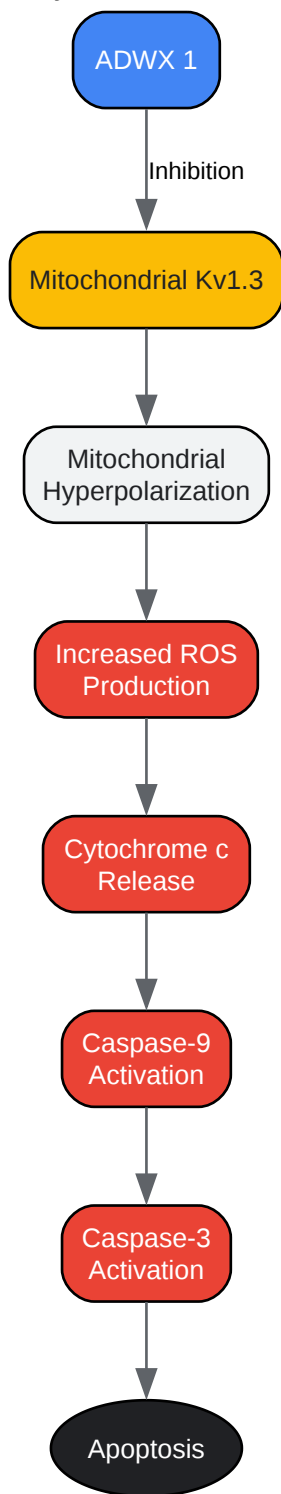 ADWX 1
Inhibition
Mitochondrial Kv1.3
Mitochondrial
Hyperpolarization
Increased ROS
Production
Cytochrome c
Release
Caspase-9
Activation
Caspase-3
Activation
Apoptosis